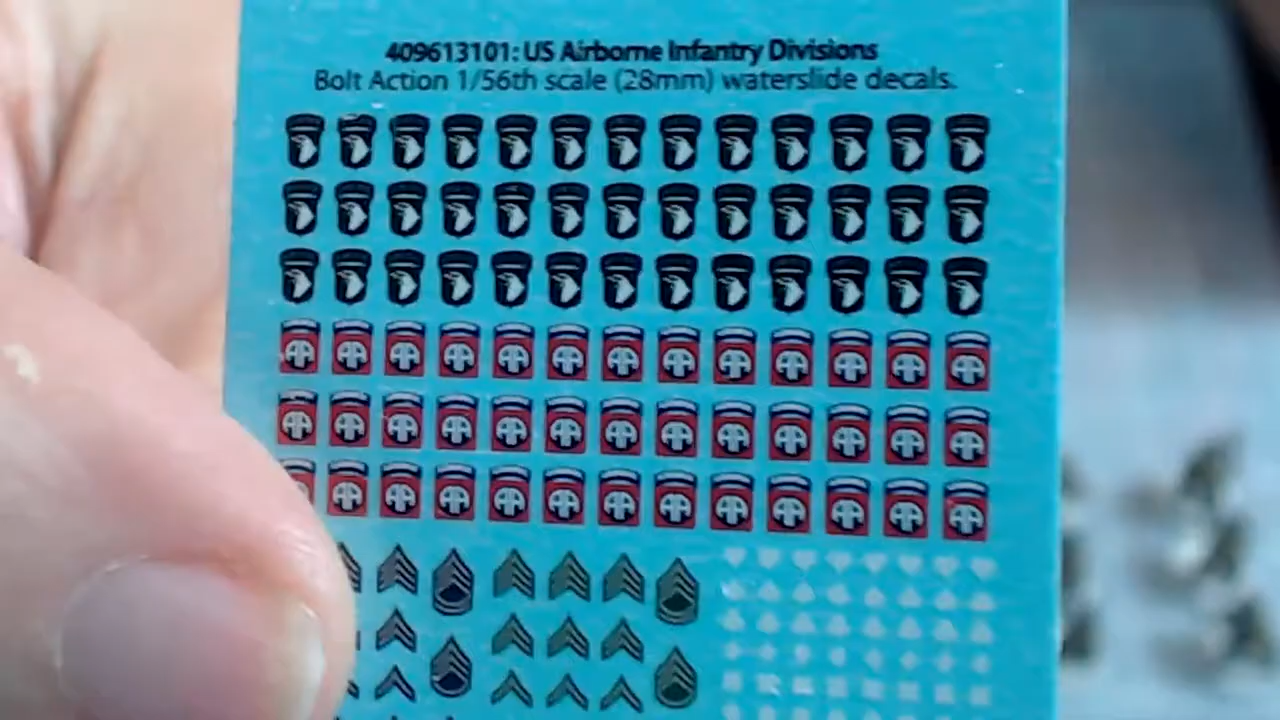 409613101: US Airborne Infantry Divisions
Bolt Action 1/56th scale (28mm) waterslide decals.